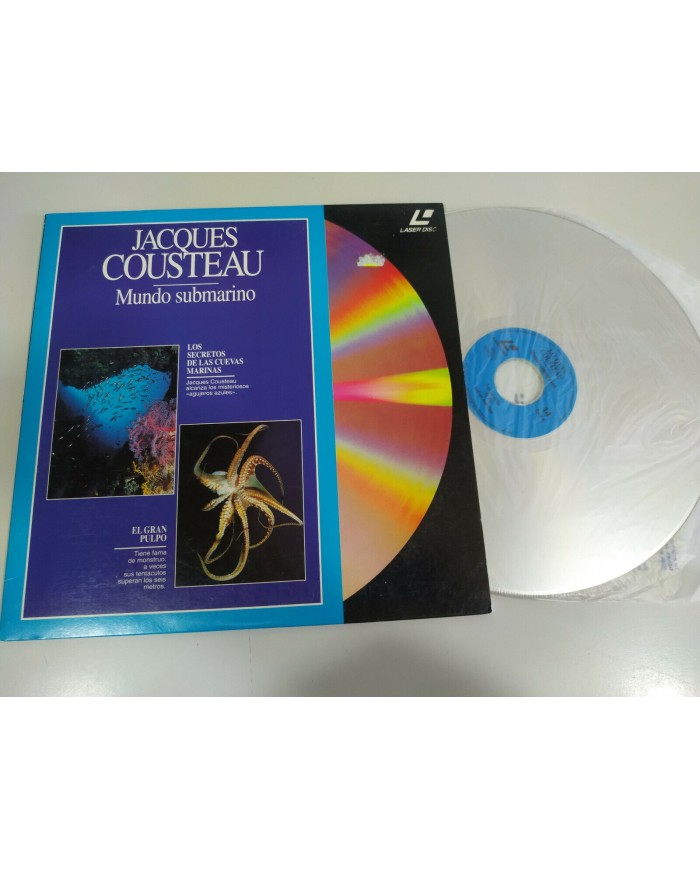 JACQUES
COUSTEAU
Mundo submarino
LOS
SECRETOS
DE LAS CUEVAS
MARINAS
Jacques Cousteau
alcanza los misteriosos
«agujeros azules».
EL GRAN
PULPO
Tiene fama
de monstruo:
a veces
sus tentáculos
superan los seis
metros.
LASER DISC